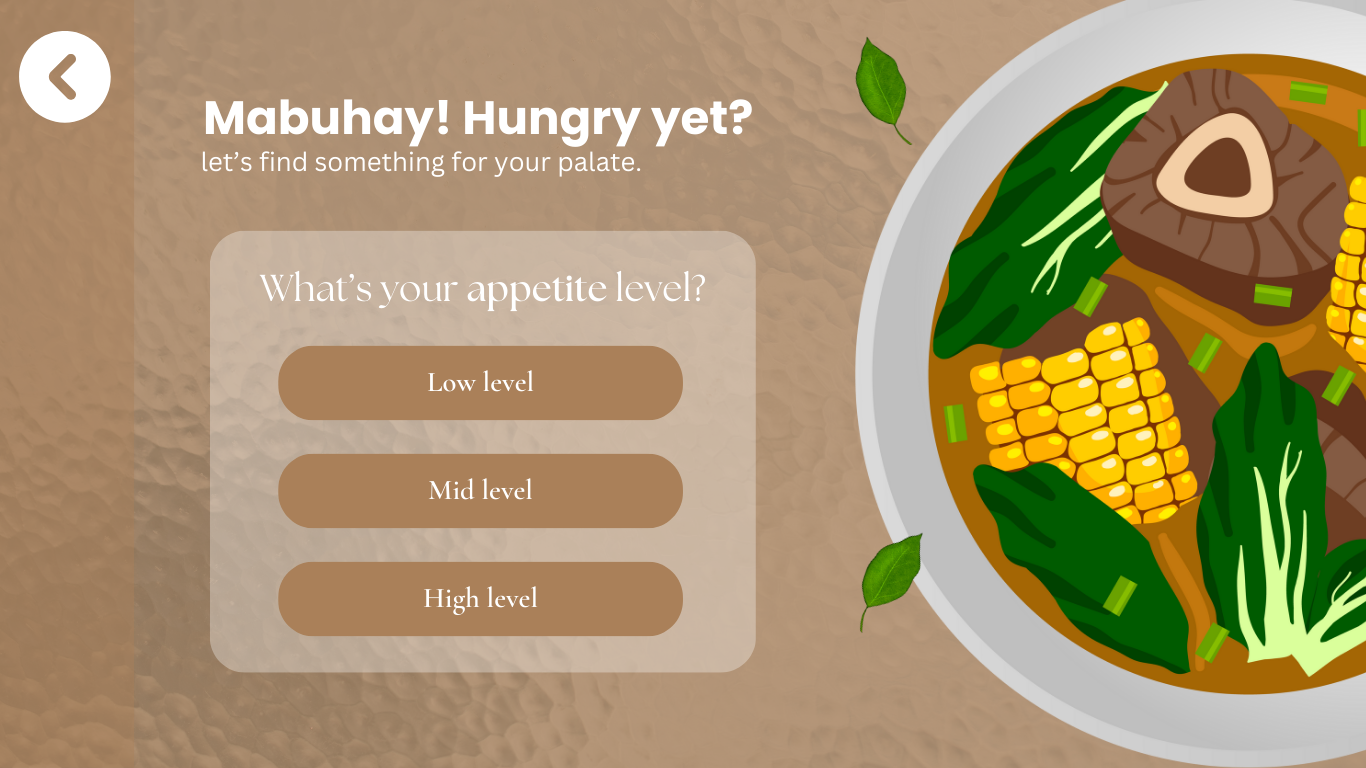 Mabuhay! Hungry yet?
let’s find something for your palate.
What’s your appetite level?
Low level
Mid level
High level